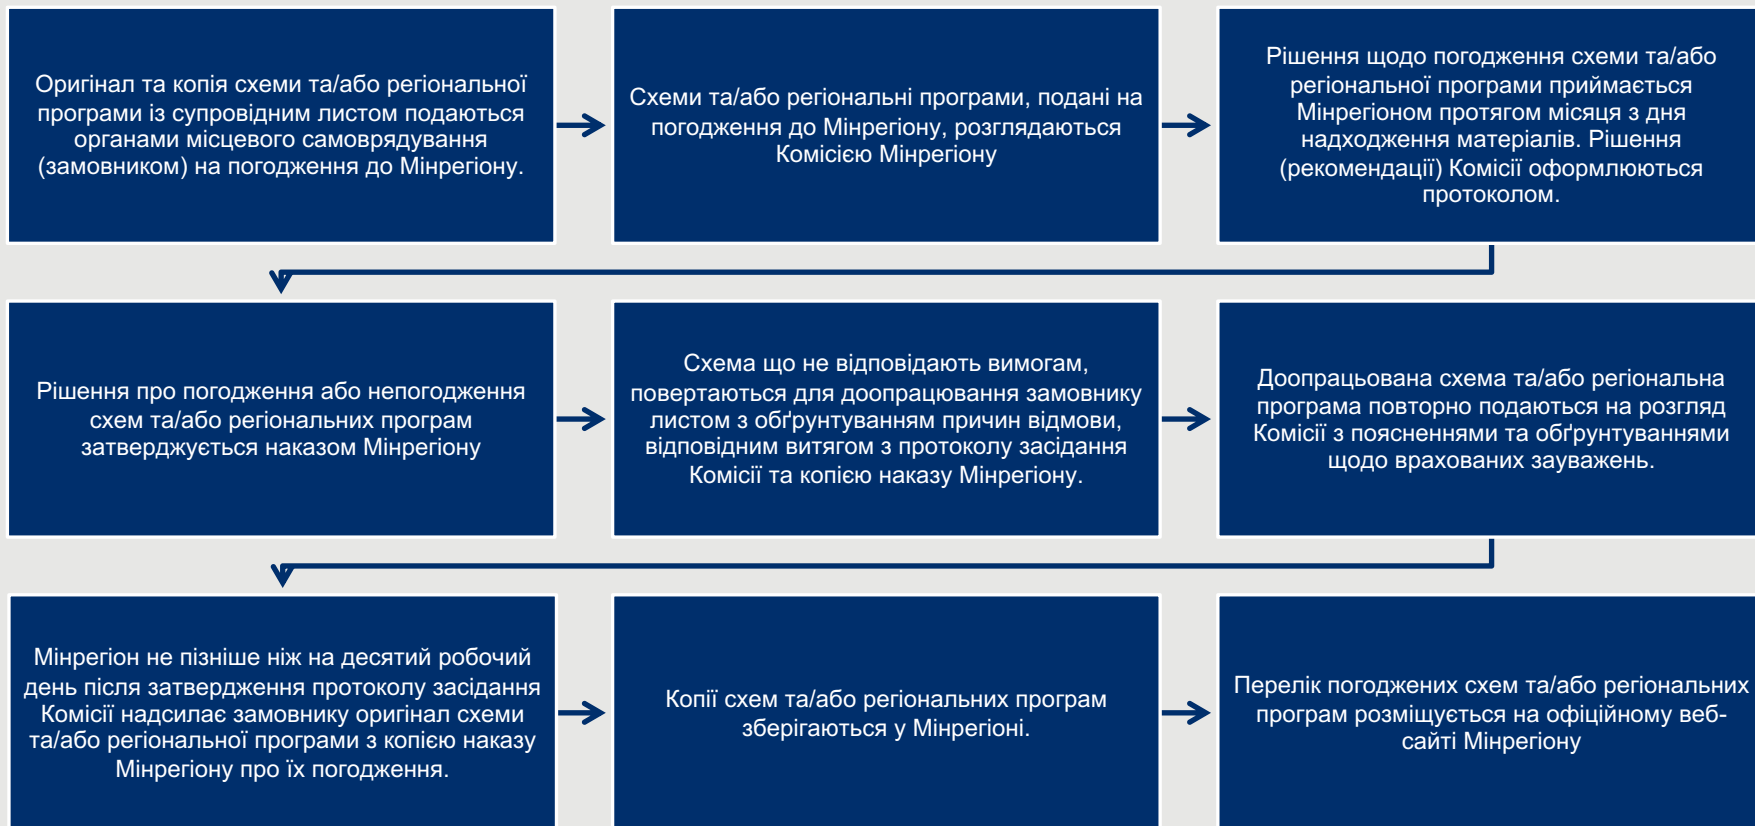 Оригінал та копія схеми та/або регіональної
програми із супровідним листом подаються
органами місцевого самоврядування
(замовником) на погодження до Мінрегіону.
Схеми та/або регіональні програми, подані на
погодження до Мінрегіону, розглядаються
Комісією Мінрегіону
Рішення щодо погодження схеми та/або
регіональної програми приймається
Мінрегіоном протягом місяця з дня
надходження матеріалів. Рішення
(рекомендації) Комісії оформлюються
протоколом.
Рішення про погодження або непогодження
схем та/або регіональних програм
затверджується наказом Мінрегіону
Схема що не відповідають вимогам,
повертаються для доопрацювання замовнику
листом з обґрунтуванням причин відмови,
відповідним витягом з протоколу засідання
Комісії та копією наказу Мінрегіону.
Доопрацьована схема та/або регіональна
програма повторно подаються на розгляд
Комісії з поясненнями та обґрунтуваннями
щодо врахованих зауважень.
Мінрегіон не пізніше ніж на десятий робочий
день після затвердження протоколу засідання
Комісії надсилає замовнику оригінал схеми
та/або регіональної програми з копією наказу
Мінрегіону про їх погодження.
Копії схем та/або регіональних програм
зберігаються у Мінрегіоні.
Перелік погоджених схем та/або регіональних
програм розміщується на офіційному веб-
сайті Мінрегіону